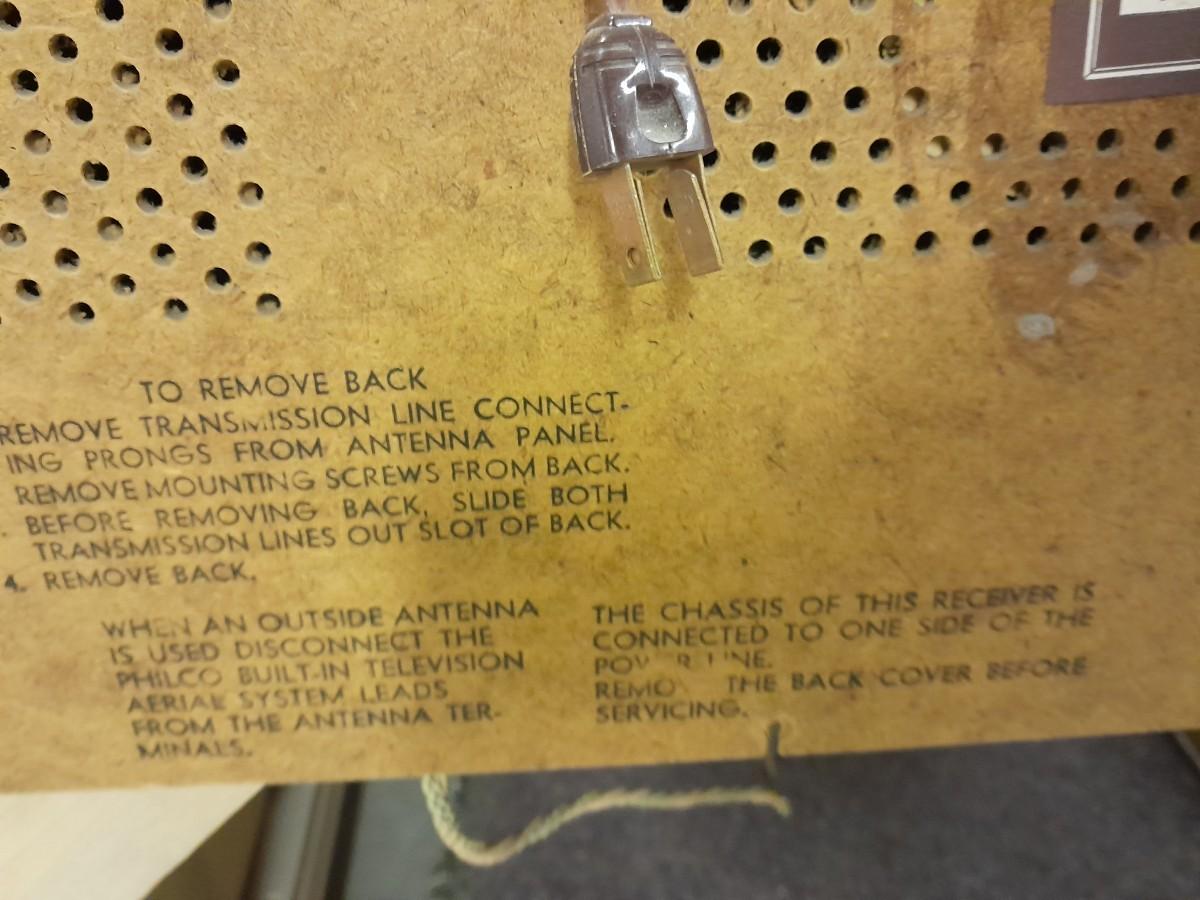 TO REMOVE BACK
REMOVE TRANSMISSION LINE CONNECT-
ING PRONGS FROM ANTENNA PANEL.
REMOVE MOUNTING SCREWS FROM BACK.
. BEFORE REMOVING BACK, SLIDE BOTH
TRANSMISSION LINES OUT SLOT OF BACK.
4. REMOVE BACK.
WHEN AN OUTSIDE ANTENNA
IS USED DISCONNECT THE
PHILCO BUILT-IN TELEVISION
AERIAL SYSTEM LEADS
FROM THE ANTENNA TER-
MINALS.
THE CHASSIS OF THIS RECEIVER IS
CONNECTED TO ONE SIDE OF THE
POWER LINE.
REMOVE THE BACK COVER BEFORE
SERVICING.